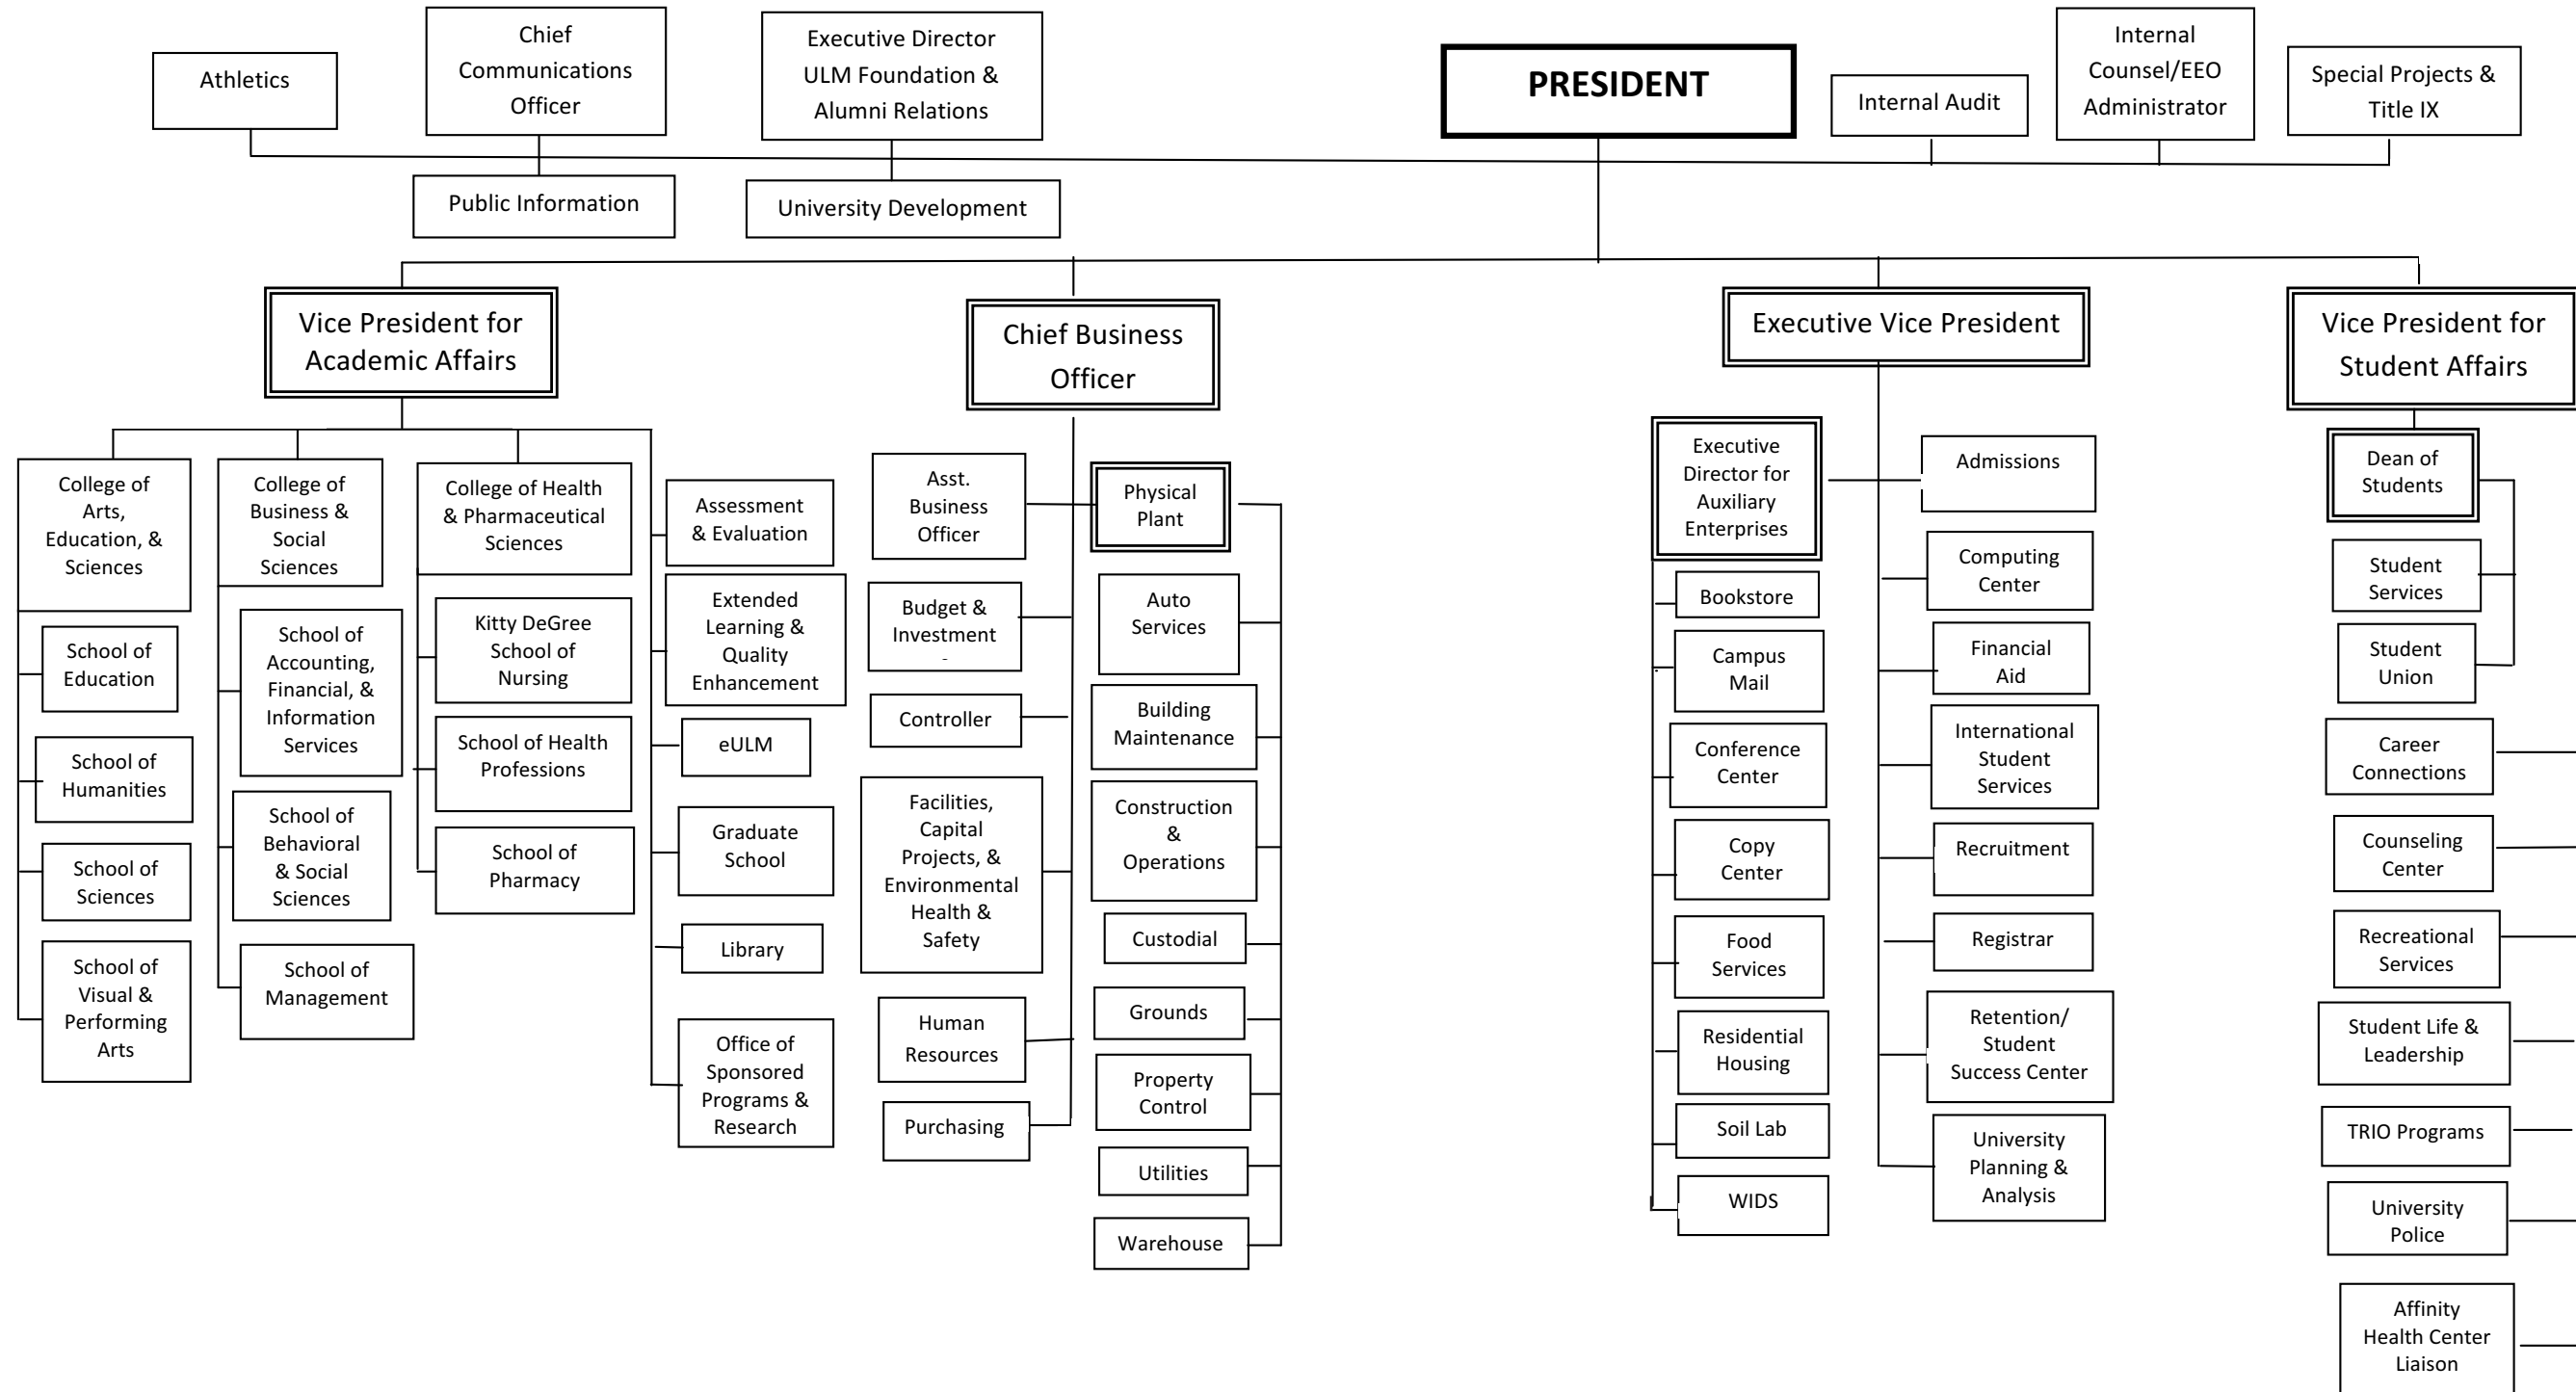 Athletics
Chief
Communications
Officer
Executive Director
ULM Foundation &
Alumni Relations
PRESIDENT
Internal Audit
Internal
Counsel/EEO
Administrator
Special Projects &
Title IX
Public Information
University Development
Vice President for
Academic Affairs
Chief Business
Officer
Executive Vice President
Vice President for
Student Affairs
College of
Arts,
Education, &
Sciences
School of
Education
School of
Humanities
School of
Sciences
School of
Visual &
Performing
Arts
College of
Business &
Social
Sciences
School of
Accounting,
Financial, &
Information
Services
School of
Behavioral
& Social
Sciences
School of
Management
College of Health
& Pharmaceutical
Sciences
Kitty DeGree
School of
Nursing
School of Health
Professions
School of
Pharmacy
Assessment
& Evaluation
Extended
Learning &
Quality
Enhancement
eULM
Graduate
School
Library
Office of
Sponsored
Programs &
Research
Asst.
Business
Officer
Budget &
Investment
Controller
Facilities,
Capital
Projects, &
Environmental
Health &
Safety
Human
Resources
Purchasing
Physical
Plant
Auto
Services
Building
Maintenance
Construction
&
Operations
Custodial
Grounds
Property
Control
Utilities
Warehouse
Executive
Director for
Auxiliary
Enterprises
Bookstore
Campus
Mail
Conference
Center
Copy
Center
Food
Services
Residential
Housing
Soil Lab
WIDS
Admissions
Computing
Center
Financial
Aid
International
Student
Services
Recruitment
Registrar
Retention/
Student
Success Center
University
Planning &
Analysis
Dean of
Students
Student
Services
Student
Union
Career
Connections
Counseling
Center
Recreational
Services
Student Life &
Leadership
TRIO Programs
University
Police
Affinity
Health Center
Liaison